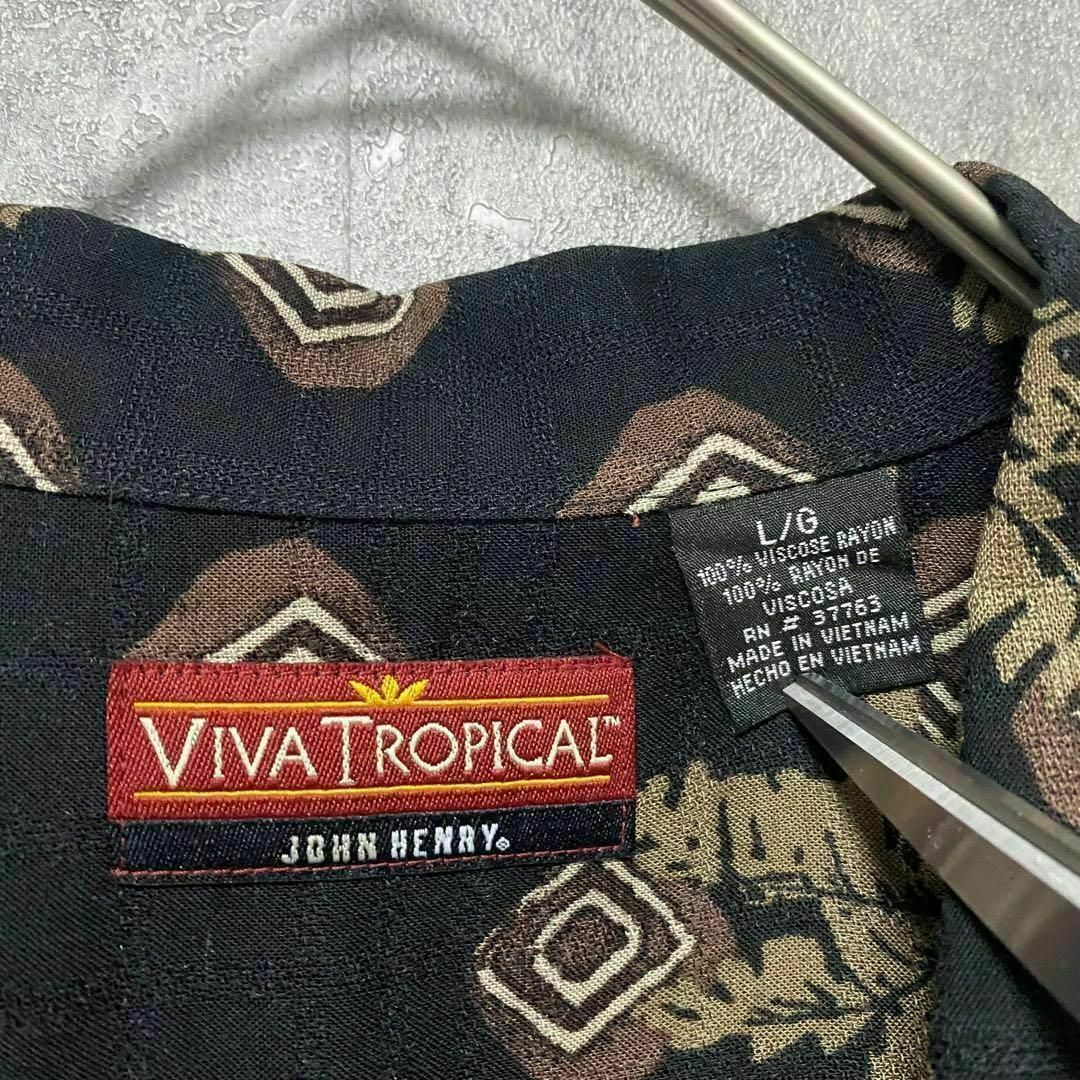 L/G
100% VISCOSE RAYON
100% RAYON DE
VISCOSA
RN # 37763
MADE IN VIETNAM
HECHO EN VIETNAM
VIVA TROPICAL™
JOHN HENRY®